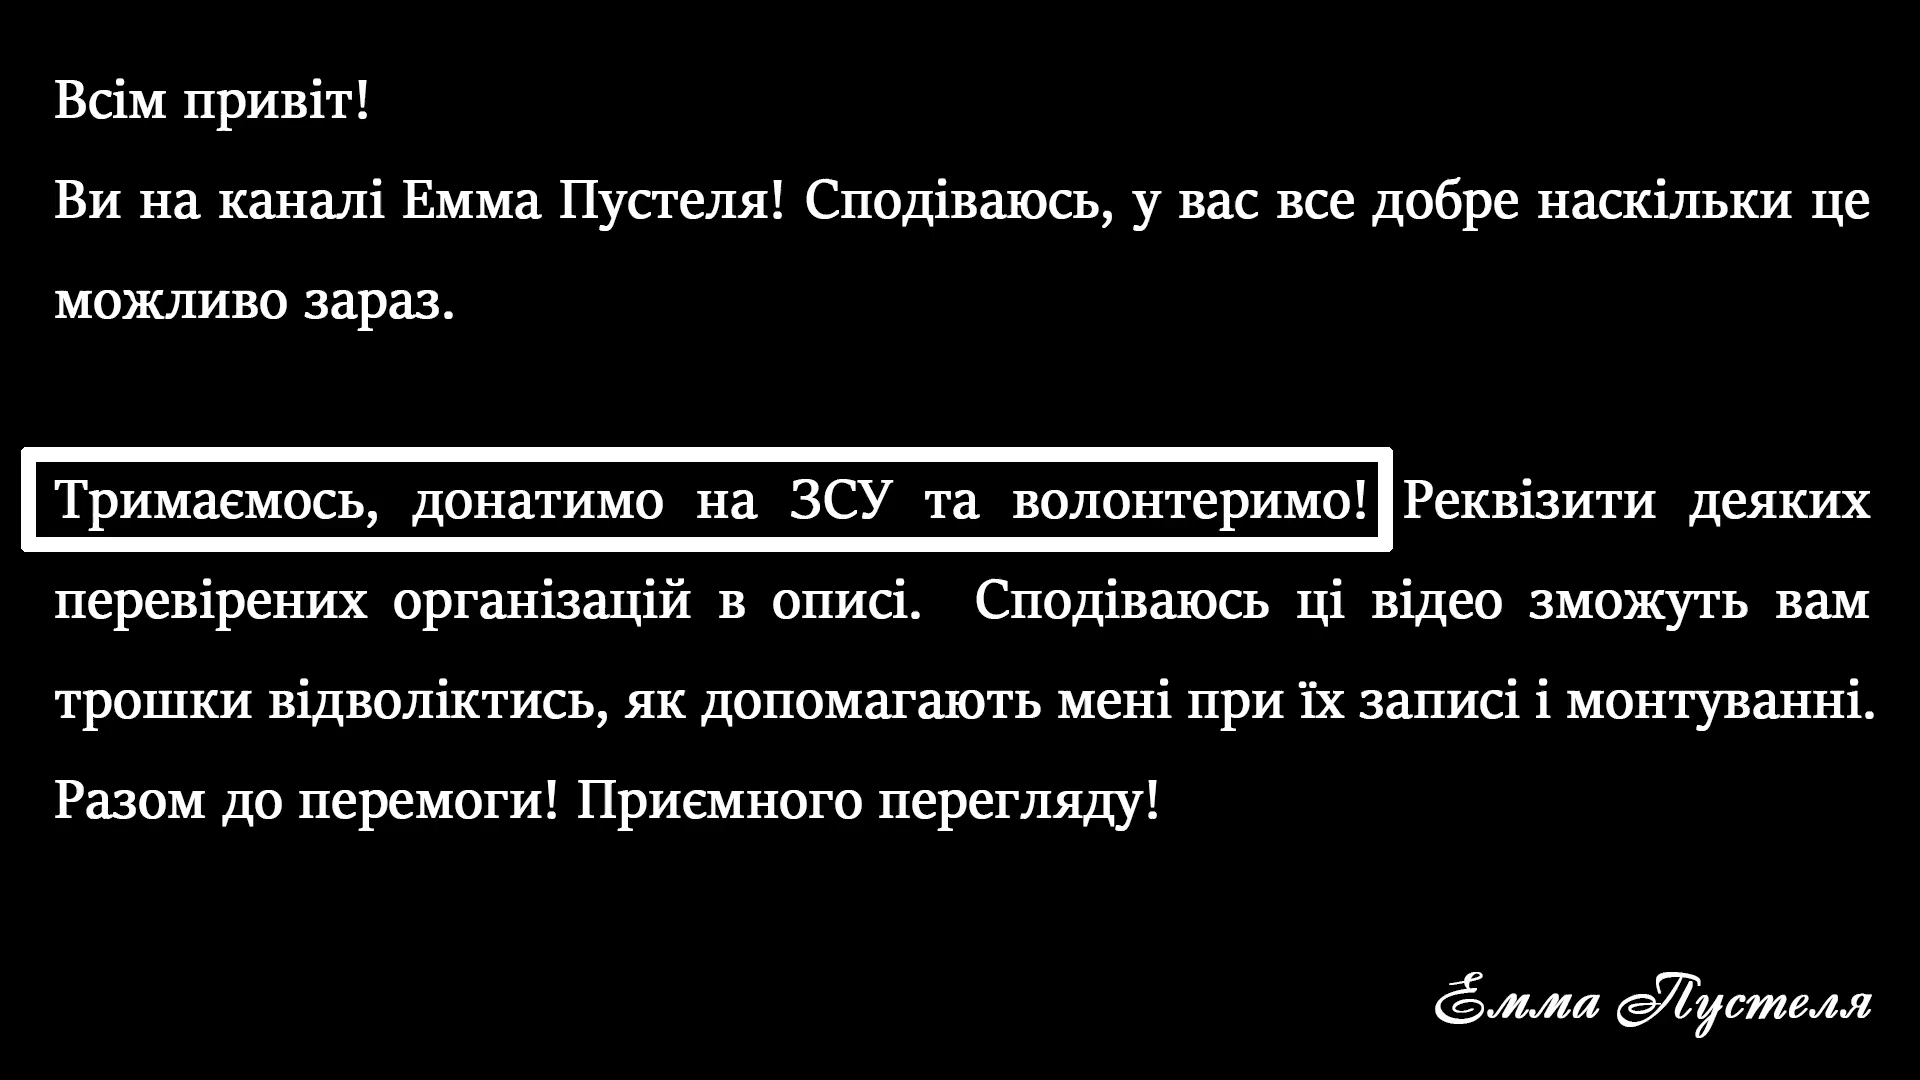 Всім привіт!
Ви на каналі Емма Пустеля! Сподіваюсь, у вас все добре наскільки це
можливо зараз.
Тримаємось, донатимо на ЗСУ та волонтеримо! Реквізити деяких
перевірених організацій в описі. Сподіваюсь ці відео зможуть вам
трошки відволіктись, як допомагають мені при їх записі і монтуванні.
Разом до перемоги! Приємного перегляду!
Емма Пустеля